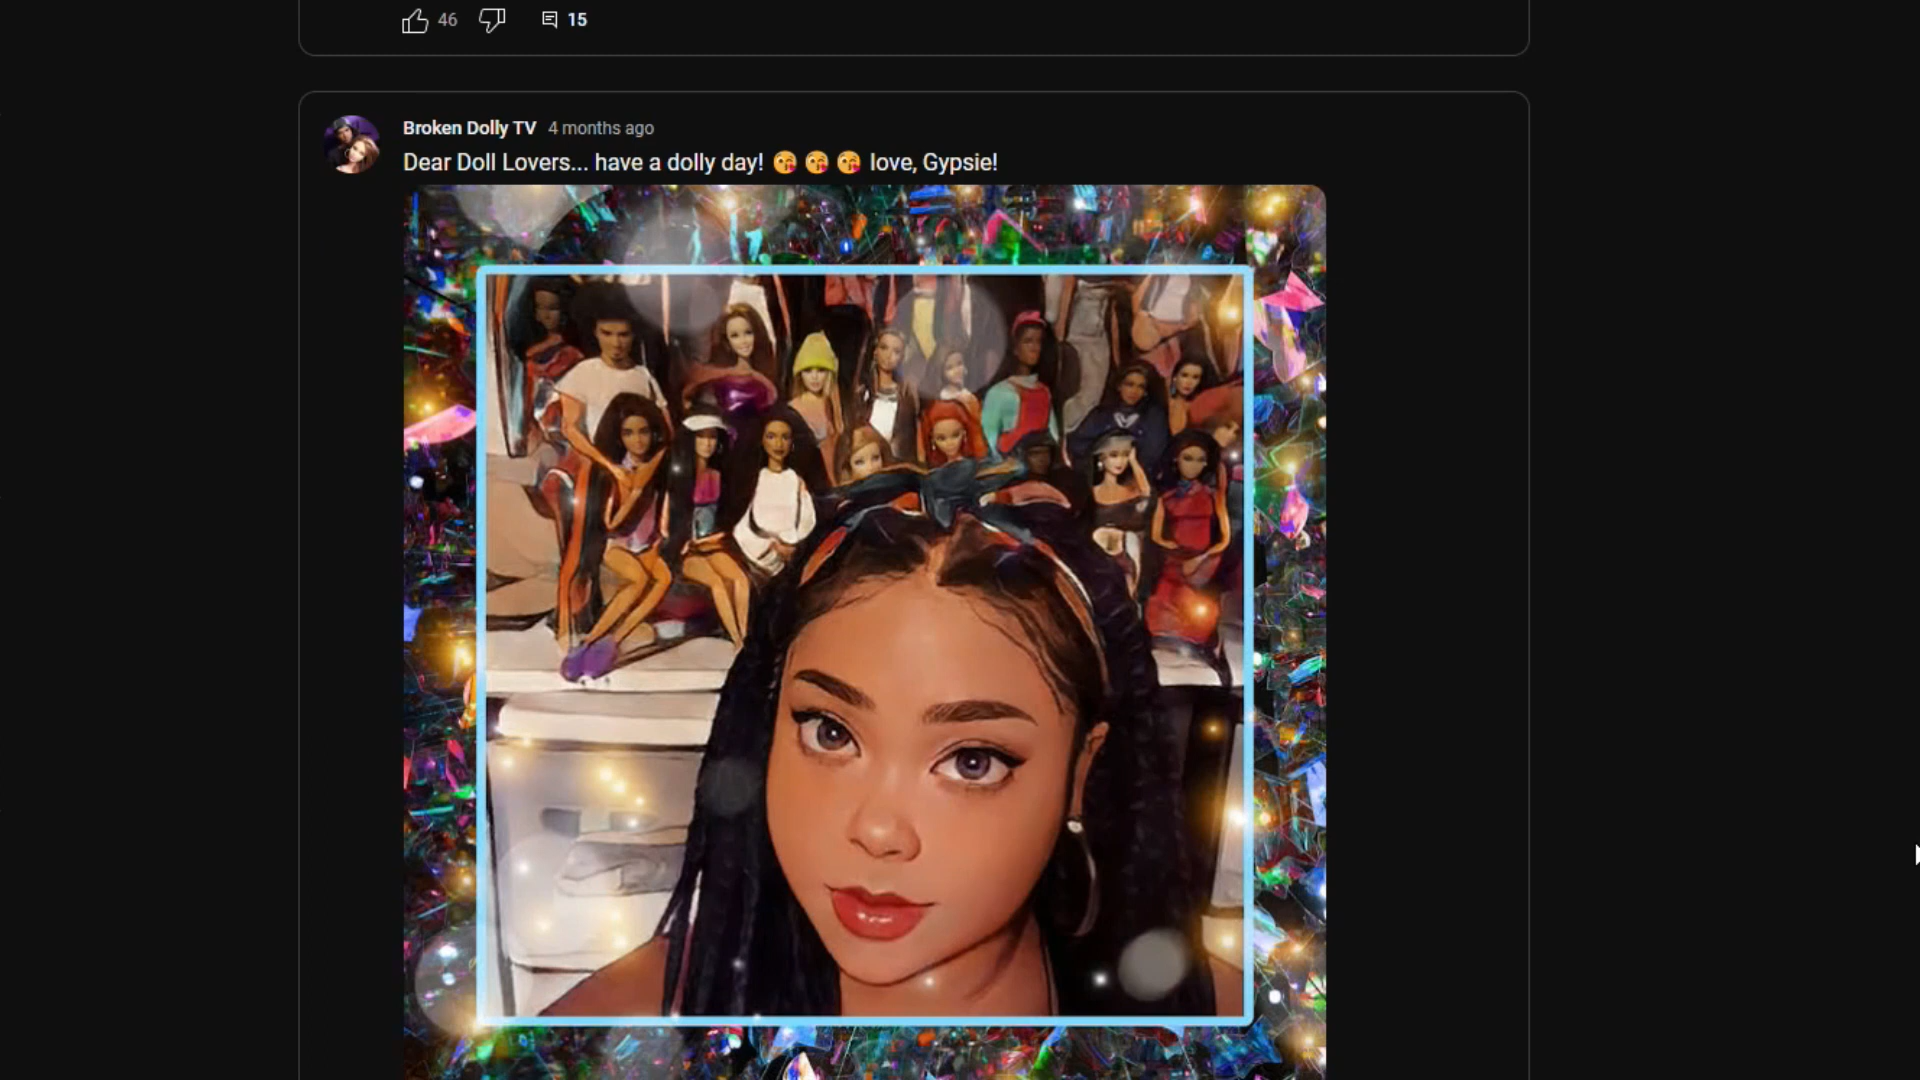 46
15
Broken Dolly TV 4 months ago
Dear Doll Lovers... have a dolly day! 😘 😘 😘 love, Gypsie!